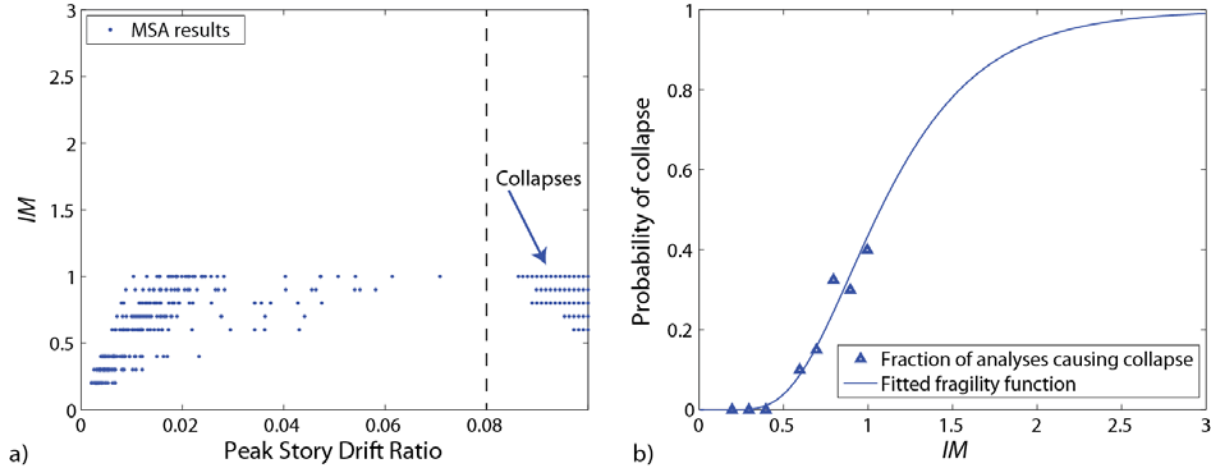 MSA results
3
2.5
2
1.5
1
0.5
0
IM
Collapses
0
0.02
0.04
0.06
0.08
Peak Story Drift Ratio
a)
1
0.8
0.6
0.4
0.2
0
Probability of collapse
Fraction of analyses causing collapse
Fitted fragility function
0
0.5
1
1.5
2
2.5
3
IM
b)